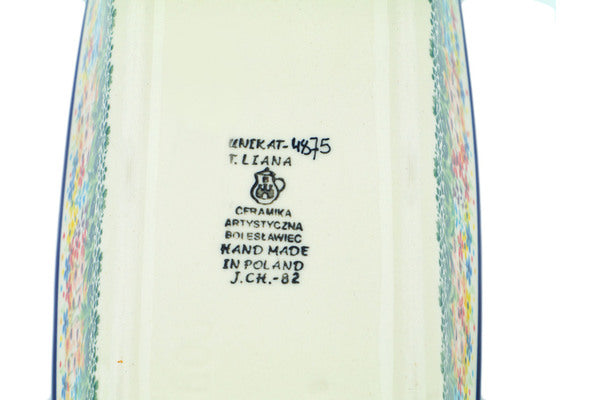 UNIKAT-4875
T. LIANA
CERAMIKA
ARTYSTYCZNA
BOLESŁAWIEC
HAND MADE
IN POLAND
J.CH.-82